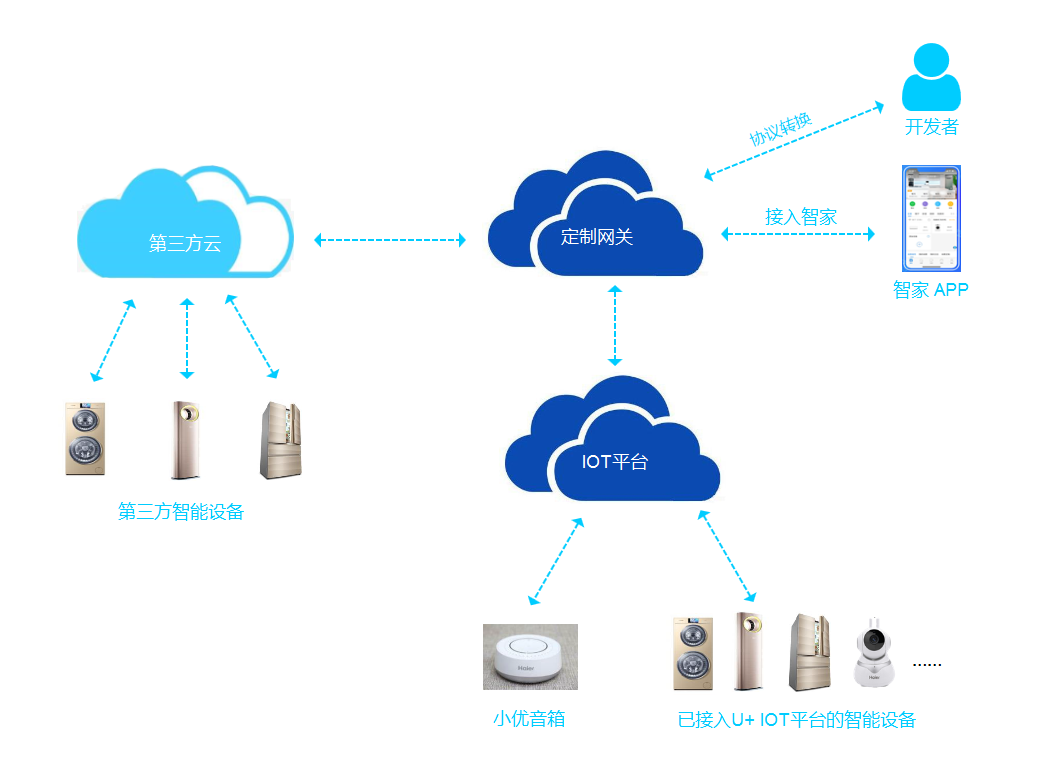 开发者
协议转换
第三方云
定制网关
接入智家
智家 APP
IOT平台
第三方智能设备
Haier
Haier
......
小优音箱
已接入U+ IOT平台的智能设备